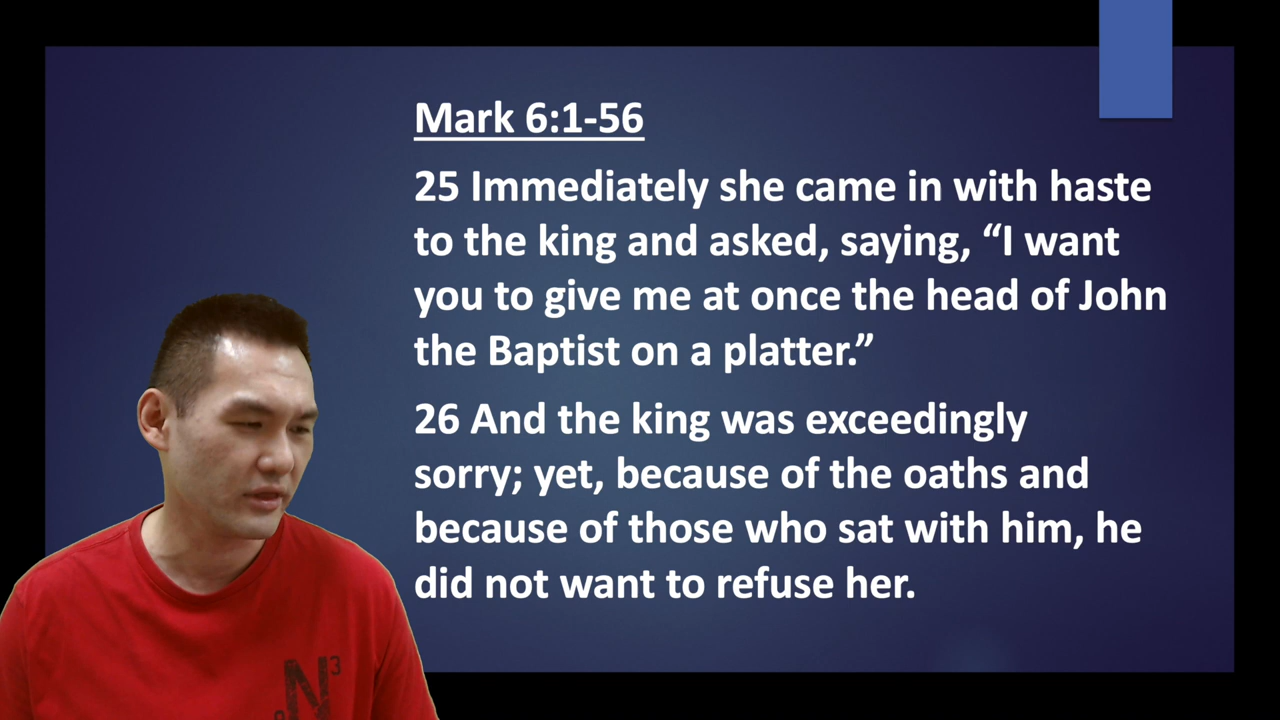 Mark 6:1-56
25 Immediately she came in with haste
to the king and asked, saying, “I want
you to give me at once the head of John
the Baptist on a platter.”
26 And the king was exceedingly
sorry; yet, because of the oaths and
because of those who sat with him, he
did not want to refuse her.
N3